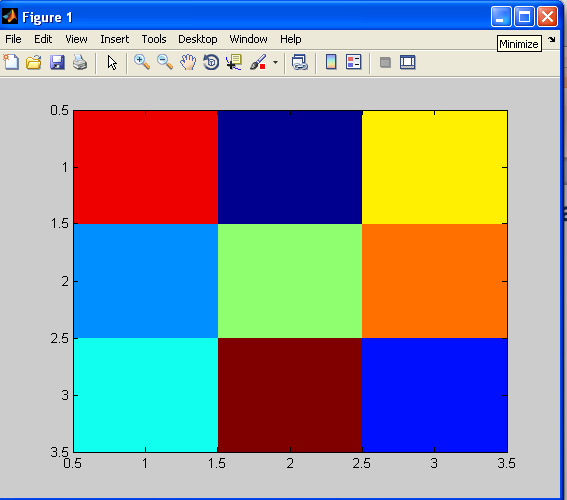 Figure 1
File Edit View Insert Tools Desktop Window Help
Minimize
0.5
1
1.5
2
2.5
3
3.5
0.5 1 1.5 2 2.5 3 3.5